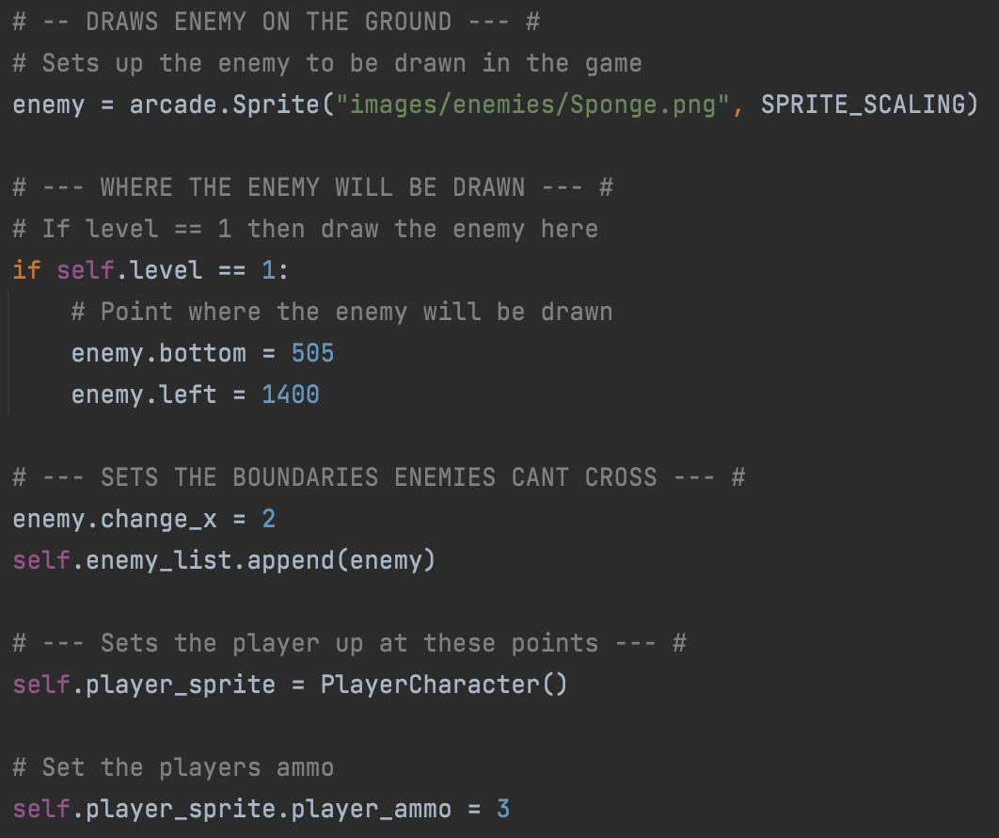 # -- DRAWS ENEMY ON THE GROUND --- #
# Sets up the enemy to be drawn in the game
enemy = arcade.Sprite("images/enemies/Sponge.png", SPRITE_SCALING)
# --- WHERE THE ENEMY WILL BE DRAWN --- #
# If level == 1 then draw the enemy here
if self.level == 1:
    # Point where the enemy will be drawn
    enemy.bottom = 505
    enemy.left = 1400
# --- SETS THE BOUNDARIES ENEMIES CANT CROSS --- #
enemy.change_x = 2
self.enemy_list.append(enemy)
# --- Sets the player up at these points --- #
self.player_sprite = PlayerCharacter()
# Set the players ammo
self.player_sprite.player_ammo = 3